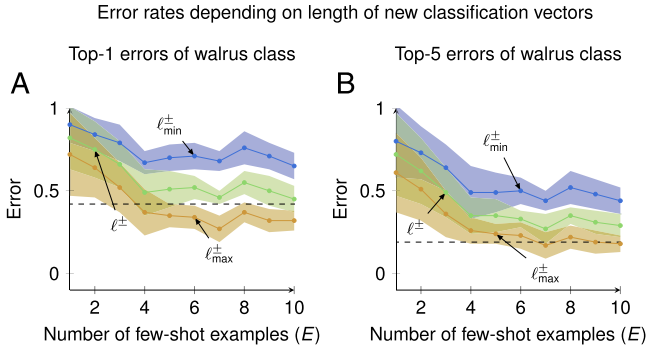 Error rates depending on length of new classification vectors
Top-1 errors of walrus class
Top-5 errors of walrus class
A
B
1
0.5
0
Error
ℓ±min
ℓ±
ℓ±max
2 4 6 8 10
Number of few-shot examples (E)
1
0.5
0
Error
ℓ±min
ℓ±
ℓ±max
2 4 6 8 10
Number of few-shot examples (E)